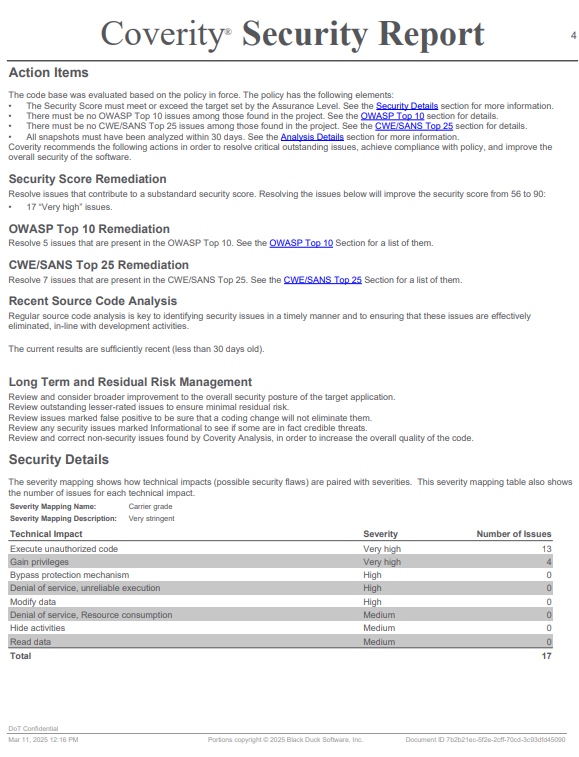 Coverity® Security Report
4
Action Items
The code base was evaluated based on the policy in force. The policy has the following elements:
• The Security Score must meet or exceed the target set by the Assurance Level. See the Security Details section for more information.
• There must be no OWASP Top 10 issues among those found in the project. See the OWASP Top 10 section for details.
• There must be no CWE/SANS Top 25 issues among those found in the project. See the CWE/SANS Top 25 section for details.
• All snapshots must have been analyzed within 30 days. See the Analysis Details section for more information.
Coverity recommends the following actions in order to resolve critical outstanding issues, achieve compliance with policy, and improve the
overall security of the software.
Security Score Remediation
Resolve issues that contribute to a substandard security score. Resolving the issues below will improve the security score from 56 to 90:
• 17 “Very high” issues.
OWASP Top 10 Remediation
Resolve 5 issues that are present in the OWASP Top 10. See the OWASP Top 10 Section for a list of them.
CWE/SANS Top 25 Remediation
Resolve 7 issues that are present in the CWE/SANS Top 25. See the CWE/SANS Top 25 Section for a list of them.
Recent Source Code Analysis
Regular source code analysis is key to identifying security issues in a timely manner and to ensuring that these issues are effectively
eliminated, in-line with development activities.
The current results are sufficiently recent (less than 30 days old).
Long Term and Residual Risk Management
Review and consider broader improvement to the overall security posture of the target application.
Review outstanding lesser-rated issues to ensure minimal residual risk.
Review issues marked false positive to be sure that a coding change will not eliminate them.
Review any security issues marked Informational to see if some are in fact credible threats.
Review and correct non-security issues found by Coverity Analysis, in order to increase the overall quality of the code.
Security Details
The severity mapping shows how technical impacts (possible security flaws) are paired with severities. This severity mapping table also shows
the number of issues for each technical impact.
Severity Mapping Name: Carrier grade
Severity Mapping Description: Very stringent
Technical Impact Severity Number of Issues
Execute unauthorized code Very high 13
Gain privileges Very high 4
Bypass protection mechanism High 0
Denial of service, unreliable execution High 0
Modify data High 0
Denial of service, Resource consumption Medium 0
Hide activities Medium 0
Read data Medium 0
Total 17
DoT Confidential
Mar 11, 2025 12:16 PM Portions copyright © 2025 Black Duck Software, Inc. Document ID 7b2b21ec-5f2e-2cff-70cd-3c93dfd45090